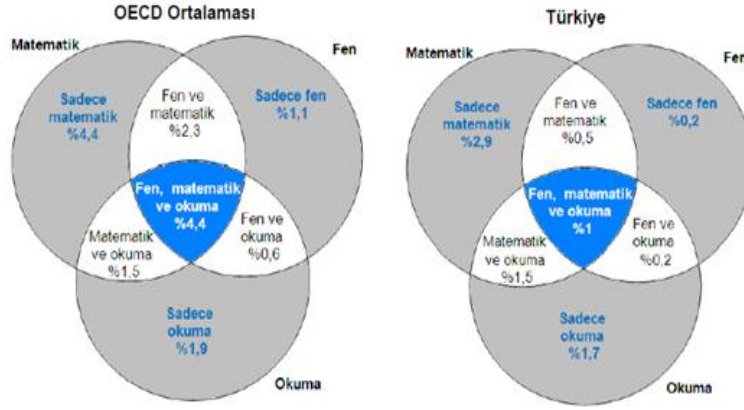 OECD Ortalaması
Matematik
Fen
Sadece
matematik
%4,4
Fen ve
matematik
%2,3
Sadece fen
%1,1
Fen, matematik
ve okuma
%4,4
Matematik
ve okuma
%1,5
Fen ve
okuma
%0,6
Sadece
okuma
%1,9
Okuma
Türkiye
Matematik
Fen
Sadece
matematik
%2,9
Fen ve
matematik
%0,5
Sadece fen
%0,2
Fen, matematik
ve okuma
%1
Matematik
ve okuma
%1,5
Fen ve
okuma
%0,2
Sadece
okuma
%1,7
Okuma